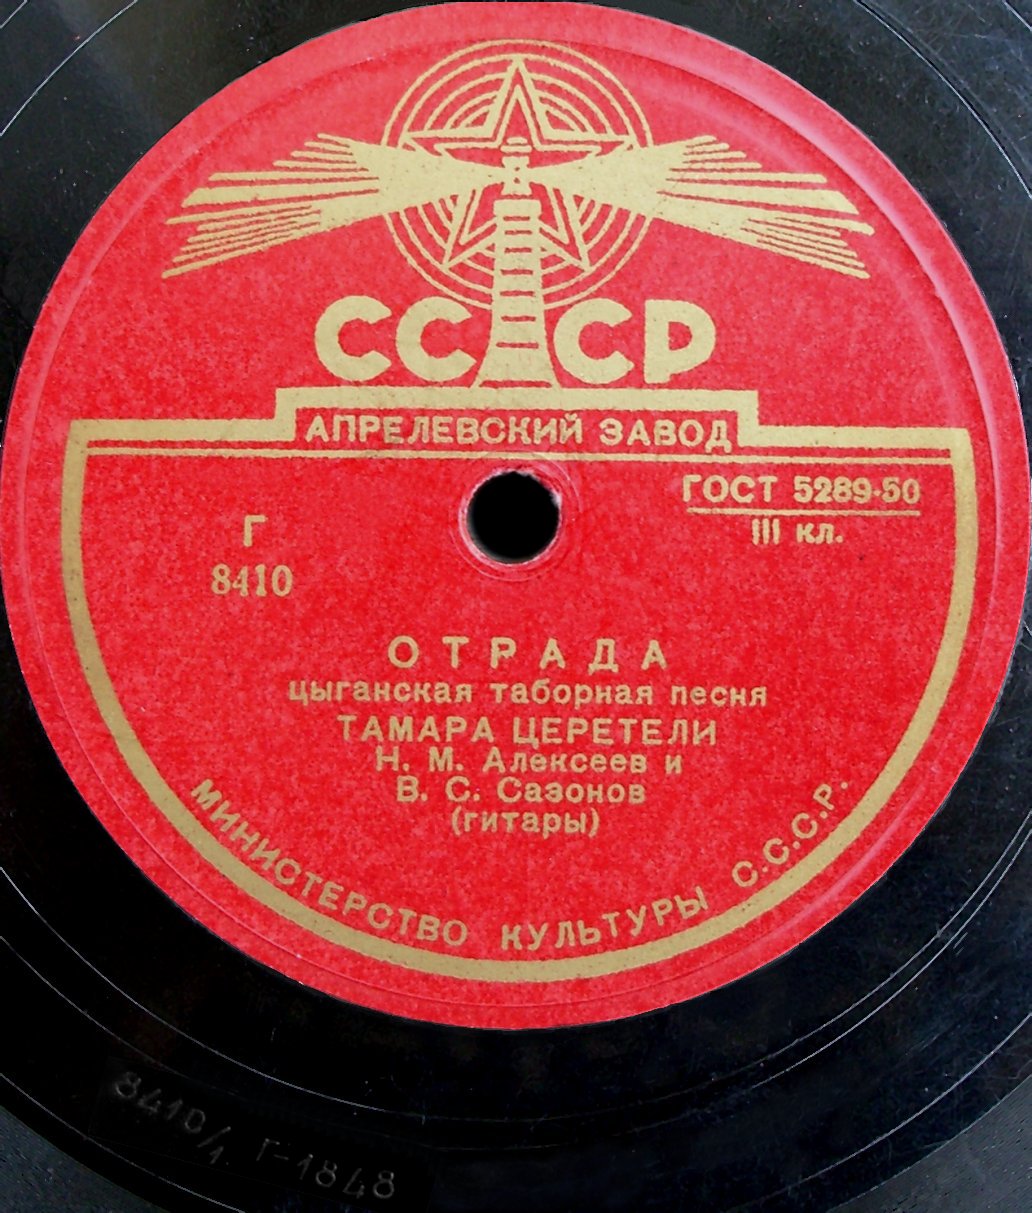 СССР
АПРЕЛЕВСКИЙ ЗАВОД
ГОСТ 5289-50
III кл.
Г
8410
ОТРАДА
цыганская таборная песня
ТАМАРА ЦЕРЕТЕЛИ
Н. М. Алексеев и
В. С. Сазонов
(гитары)
МИНИСТЕРСТВО КУЛЬТУРЫ С.С.С.Р.
8410/1 Г-1848